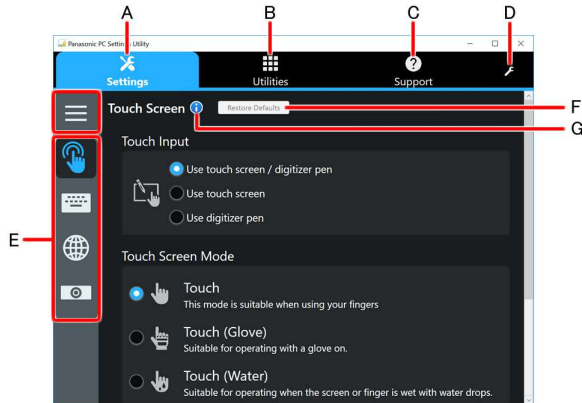 A
B
C
D
Panasonic PC Settings Utility
Settings
Utilities
Support
Touch Screen
Restore Defaults
F
G
Touch Input
Use touch screen / digitizer pen
Use touch screen
Use digitizer pen
E
Touch Screen Mode
Touch
This mode is suitable when using your fingers
Touch (Glove)
Suitable for operating with a glove on.
Touch (Water)
Suitable for operating when the screen or finger is wet with water drops.